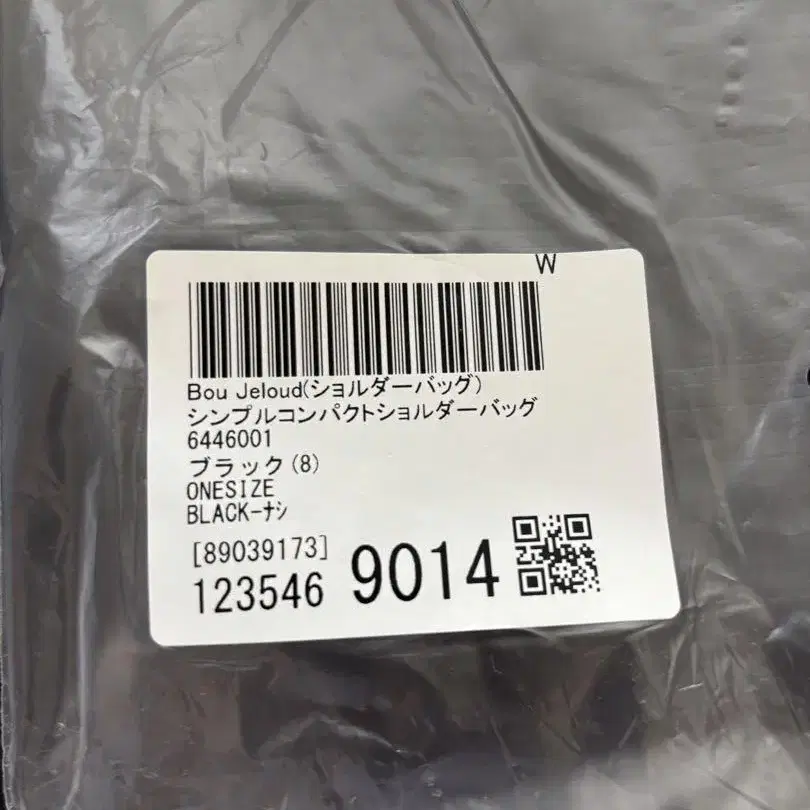 W
Bou Jeloud(ショルダーバッグ)
シンプルコンパクトショルダーバッグ
6446001
ブラック(8)
ONESIZE
BLACK-ﾅｼ
[89039173]
123546 9014